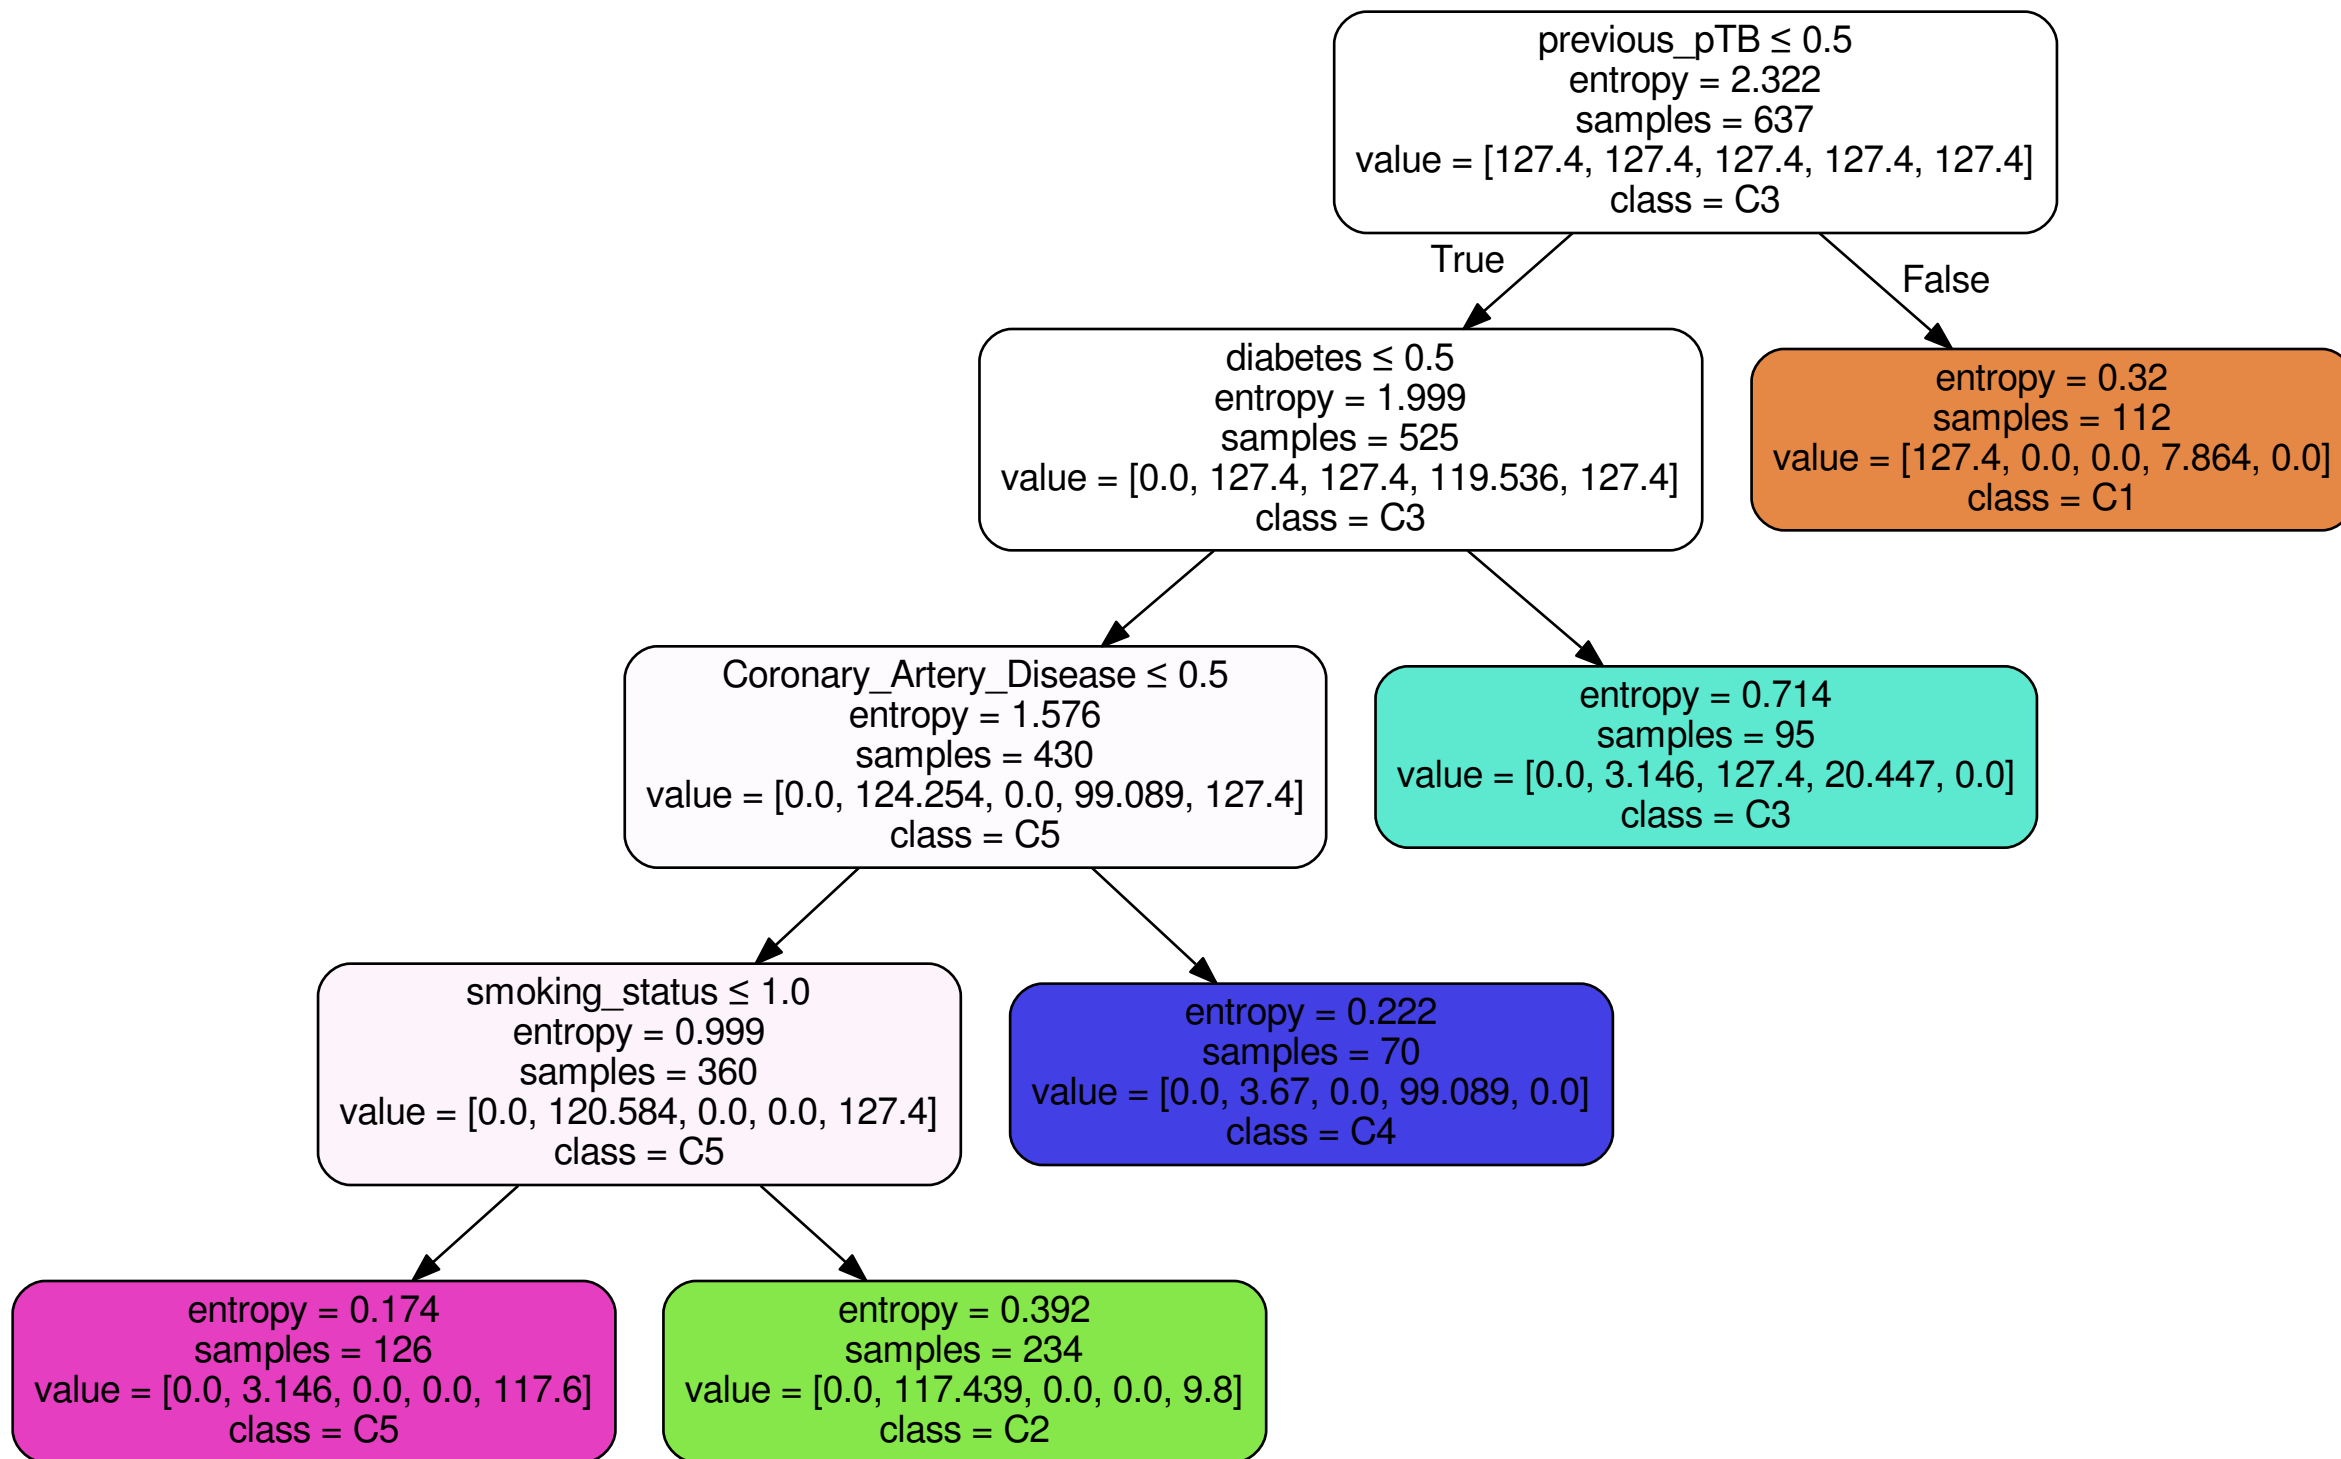 previous_pTB ≤ 0.5
entropy = 2.322
samples = 637
value = [127.4, 127.4, 127.4, 127.4, 127.4]
class = C3
True
False
diabetes ≤ 0.5
entropy = 1.999
samples = 525
value = [0.0, 127.4, 127.4, 119.536, 127.4]
class = C3
entropy = 0.32
samples = 112
value = [127.4, 0.0, 0.0, 7.864, 0.0]
class = C1
Coronary_Artery_Disease ≤ 0.5
entropy = 1.576
samples = 430
value = [0.0, 124.254, 0.0, 99.089, 127.4]
class = C5
entropy = 0.714
samples = 95
value = [0.0, 3.146, 127.4, 20.447, 0.0]
class = C3
smoking_status ≤ 1.0
entropy = 0.999
samples = 360
value = [0.0, 120.584, 0.0, 0.0, 127.4]
class = C5
entropy = 0.222
samples = 70
value = [0.0, 3.67, 0.0, 99.089, 0.0]
class = C4
entropy = 0.174
samples = 126
value = [0.0, 3.146, 0.0, 0.0, 117.6]
class = C5
entropy = 0.392
samples = 234
value = [0.0, 117.439, 0.0, 0.0, 9.8]
class = C2